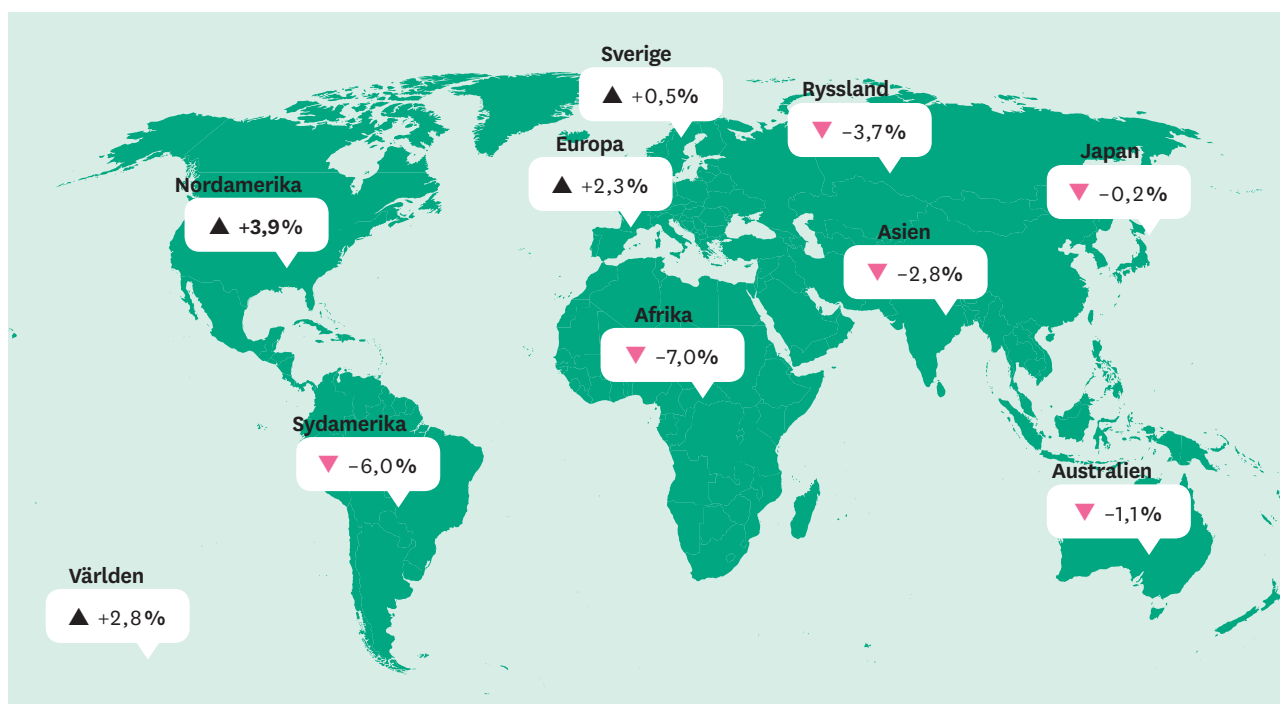 Sverige
+0,5%
Ryssland
–3,7%
Europa
+2,3%
Japan
–0,2%
Nordamerika
+3,9%
Asien
–2,8%
Afrika
–7,0%
Sydamerika
–6,0%
Australien
–1,1%
Världen
+2,8%